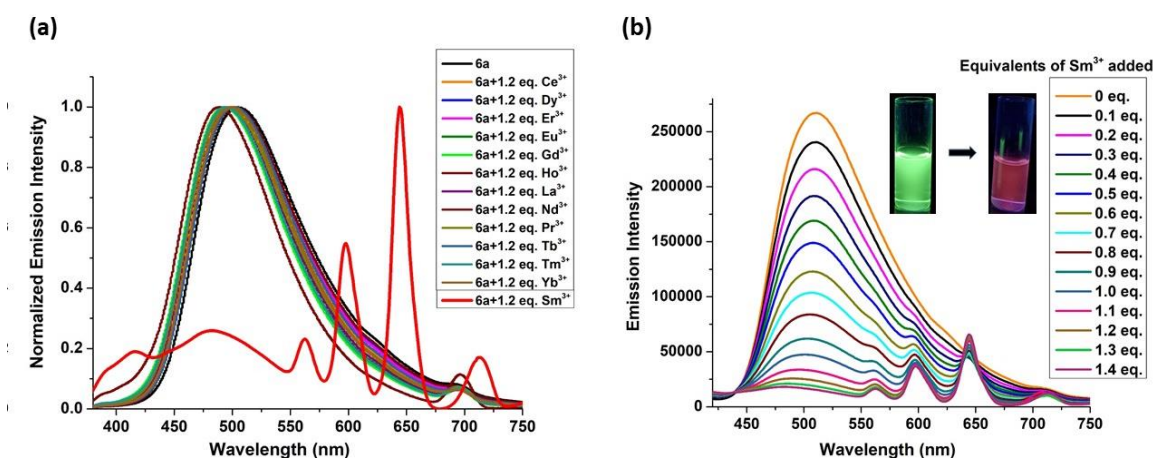 (a)
Normalized Emission Intensity
1.0
0.8
0.6
0.4
0.2
0.0
400 450 500 550 600 650 700 750
Wavelength (nm)
6a
6a+1.2 eq. Ce3+
6a+1.2 eq. Dy3+
6a+1.2 eq. Er3+
6a+1.2 eq. Eu3+
6a+1.2 eq. Gd3+
6a+1.2 eq. Ho3+
6a+1.2 eq. La3+
6a+1.2 eq. Nd3+
6a+1.2 eq. Pr3+
6a+1.2 eq. Tb3+
6a+1.2 eq. Tm3+
6a+1.2 eq. Yb3+
6a+1.2 eq. Sm3+
(b)
Emission Intensity
250000
200000
150000
100000
50000
0
450 500 550 600 650 700 750
Wavelength (nm)
Equivalents of Sm3+ added
0 eq.
0.1 eq.
0.2 eq.
0.3 eq.
0.4 eq.
0.5 eq.
0.6 eq.
0.7 eq.
0.8 eq.
0.9 eq.
1.0 eq.
1.1 eq.
1.2 eq.
1.3 eq.
1.4 eq.